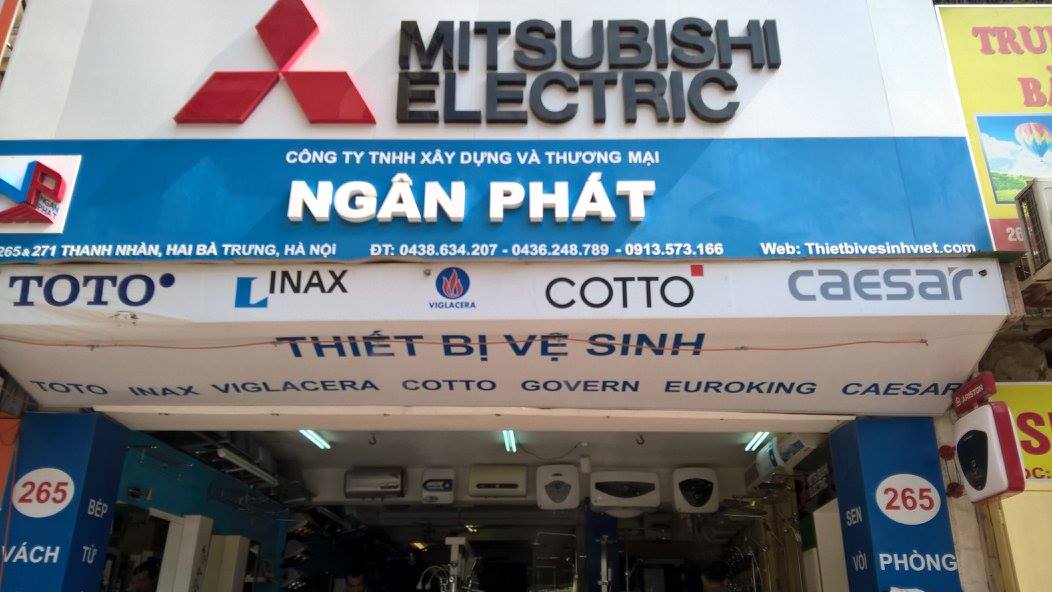 MITSUBISHI
ELECTRIC
CÔNG TY TNHH XÂY DỰNG VÀ THƯƠNG MẠI
NGÂN PHÁT
NGÂN
PHÁT
265 & 271 THANH NHÀN, HAI BÀ TRƯNG, HÀ NỘI ĐT: 0438.634.207 - 0436.248.789 - 0913.573.166 Web: Thietbivesinhviet.com
TOTO INAX VIGLACERA COTTO CAESAR
THIẾT BỊ VỆ SINH
TOTO INAX VIGLACERA COTTO GOVERN EUROKING CAESAR
ARISTON
265
BẾP
TỪ
VÁCH
265
SEN
VÒI
PHÒNG